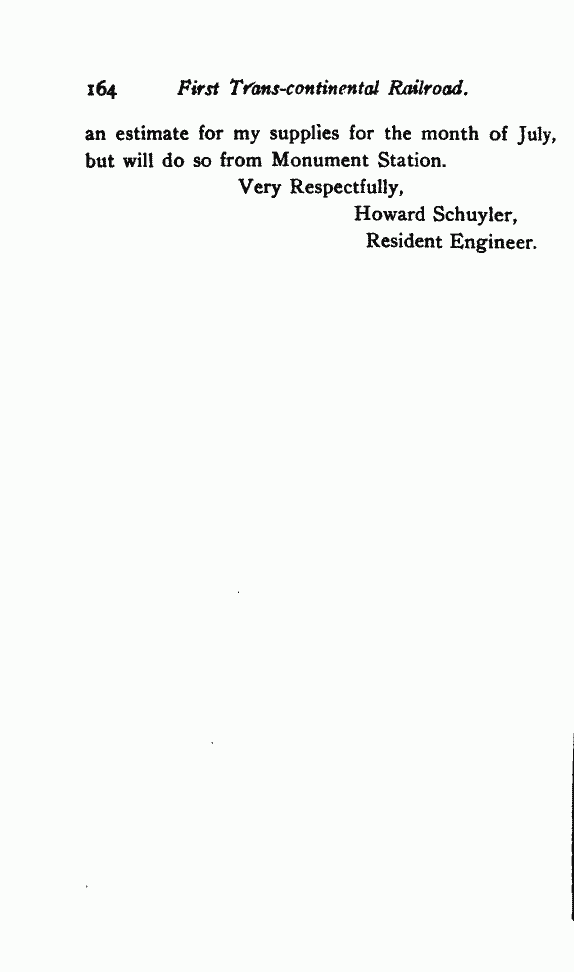 164 First Trans-continental Railroad.
an estimate for my supplies for the month of July,
but will do so from Monument Station.
Very Respectfully,
Howard Schuyler,
Resident Engineer.